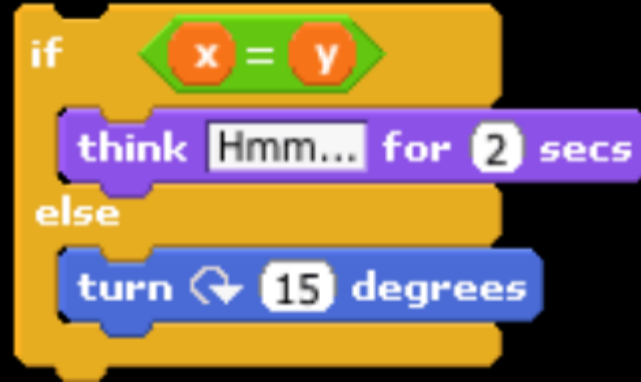 if x = y
think Hmm... for 2 secs
else
turn 15 degrees